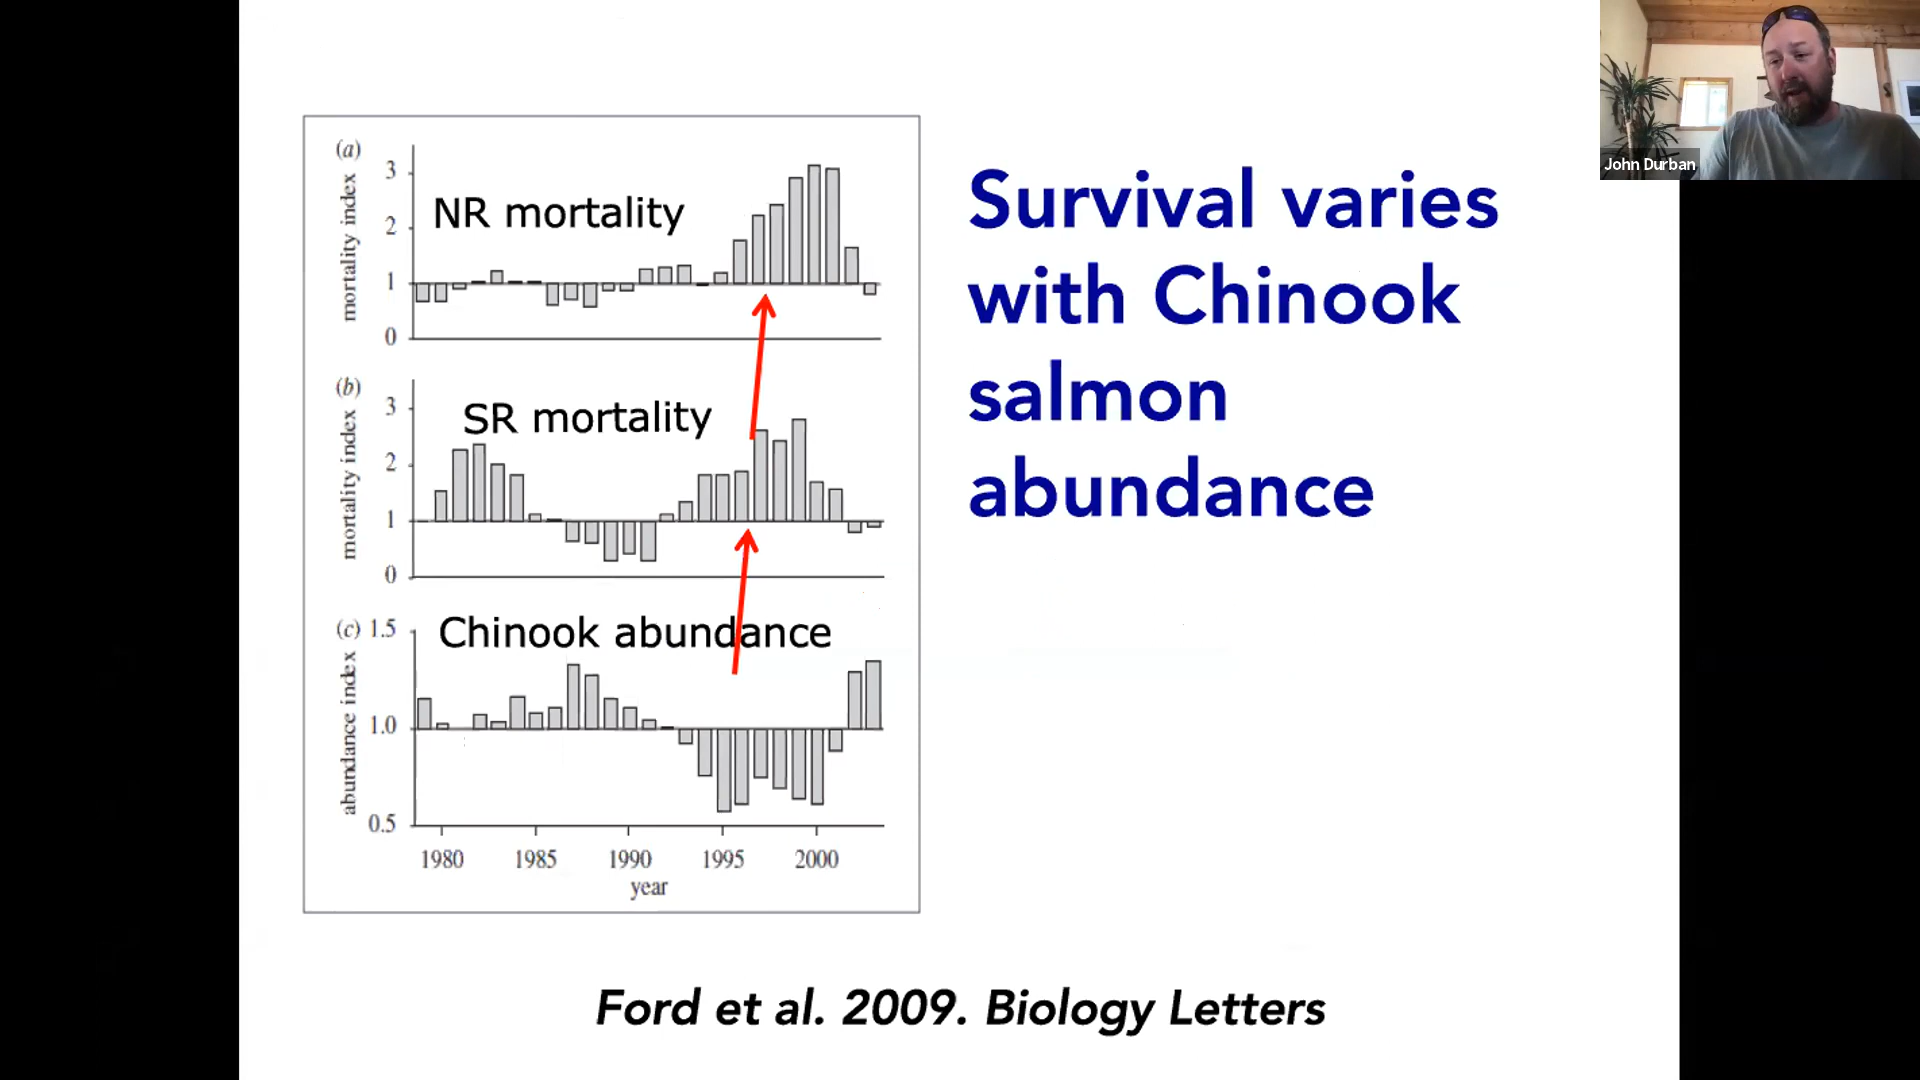 John Durban
Survival varies
with Chinook
salmon
abundance
(a)
mortality index
3
2
1
0
NR mortality
(b)
mortality index
3
2
1
0
SR mortality
(c)
abundance index
1.5
1.0
0.5
Chinook abundance
1980 1985 1990 1995 2000
year
Ford et al. 2009. Biology Letters